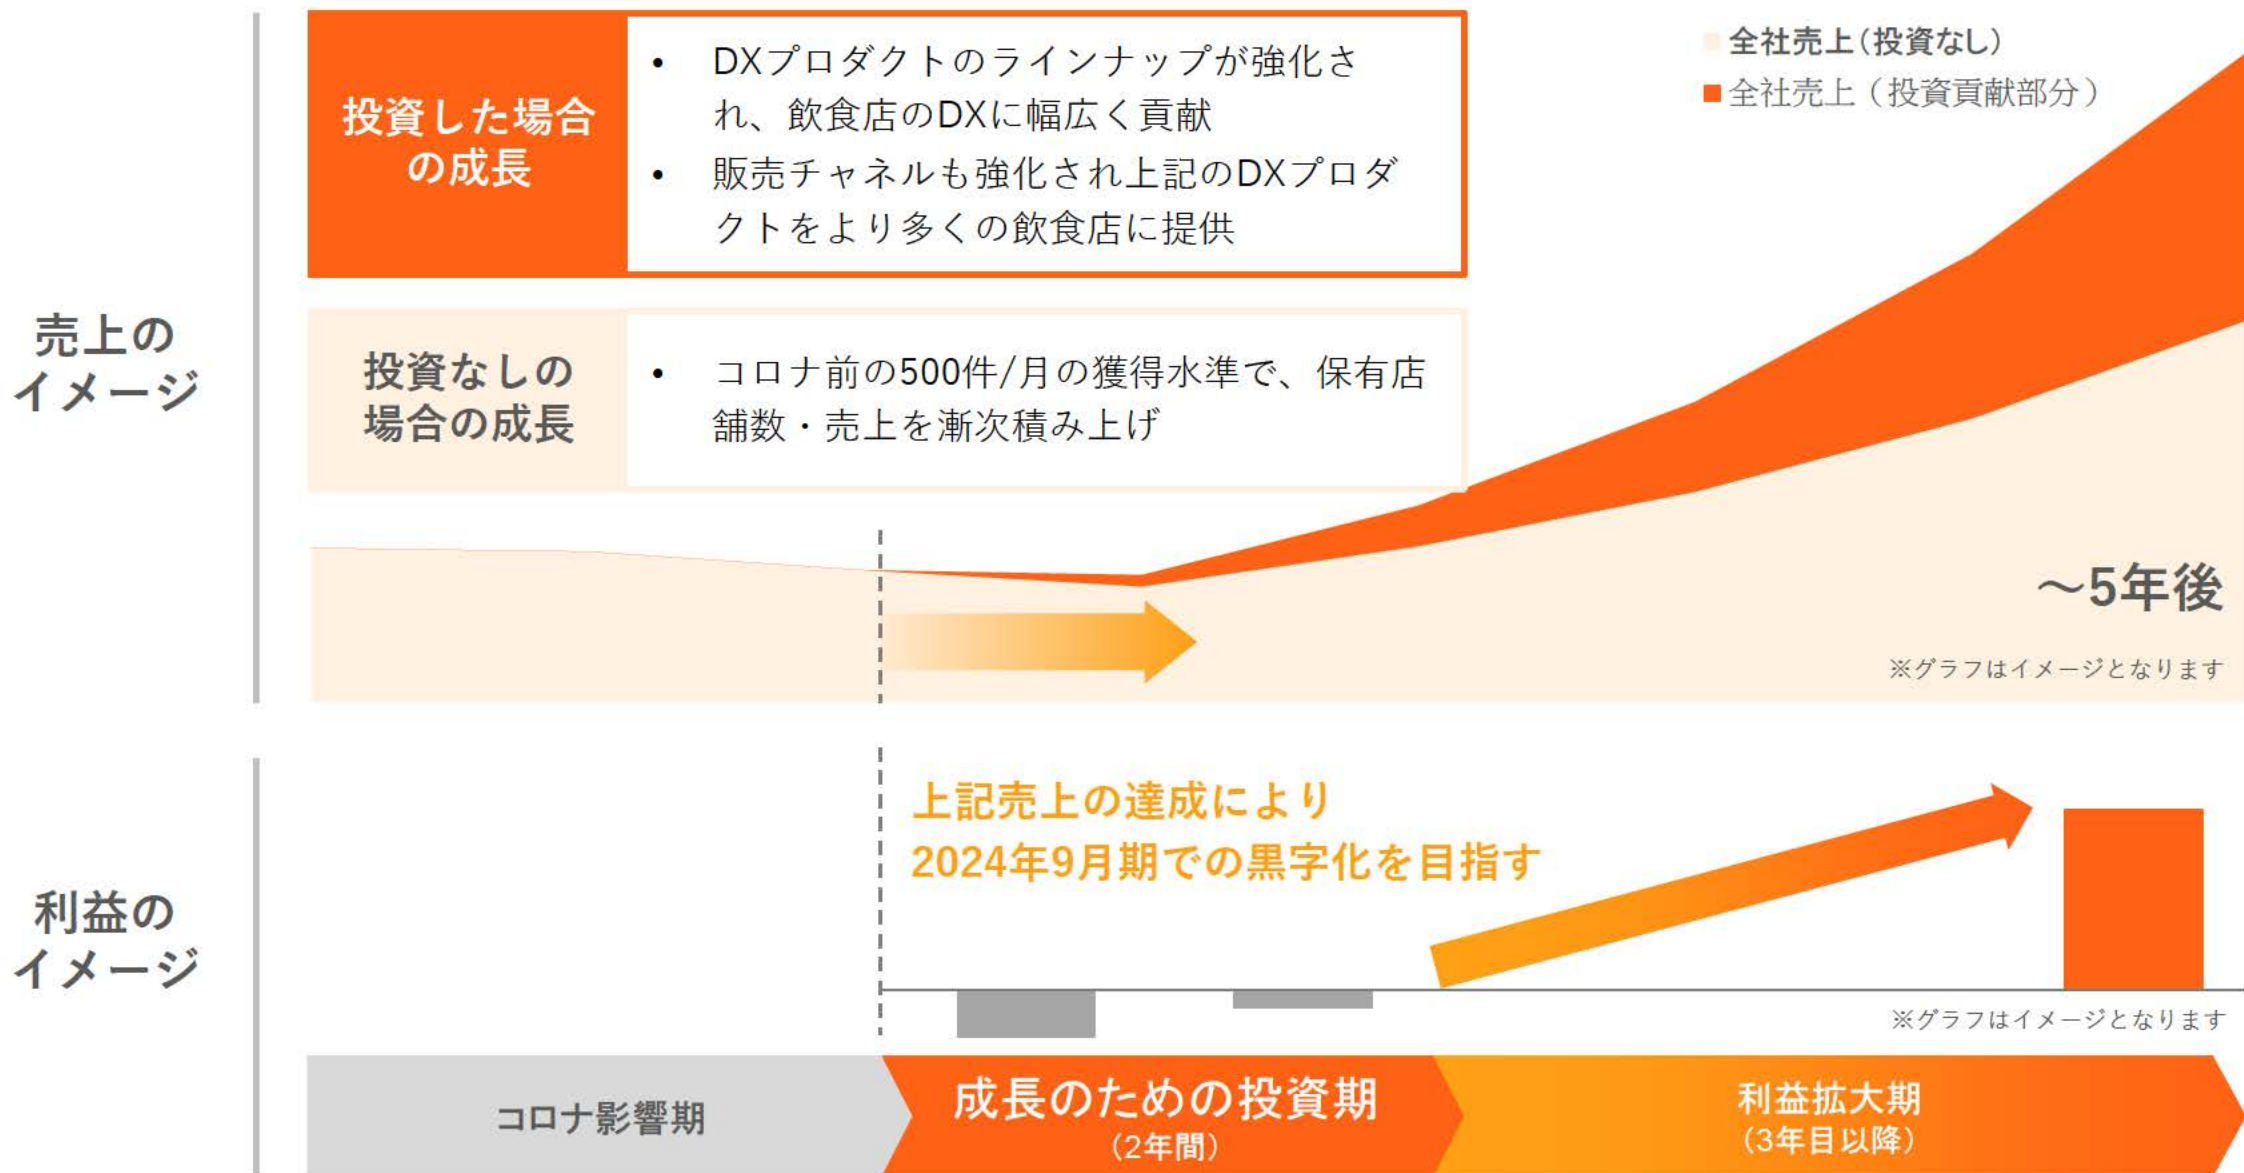 投資した場合
の成長
• DXプロダクトのラインナップが強化さ
れ、飲食店のDXに幅広く貢献
• 販売チャネルも強化され上記のDXプロダ
クトをより多くの飲食店に提供
全社売上(投資なし)
全社売上(投資貢献部分)
売上の
イメージ
投資なしの
場合の成長
• コロナ前の500件/月の獲得水準で、保有店
舗数・売上を漸次積み上げ
～5年後
※グラフはイメージとなります
利益の
イメージ
上記売上の達成により
2024年9月期での黒字化を目指す
※グラフはイメージとなります
コロナ影響期
成長のための投資期
(2年間)
利益拡大期
(3年目以降)